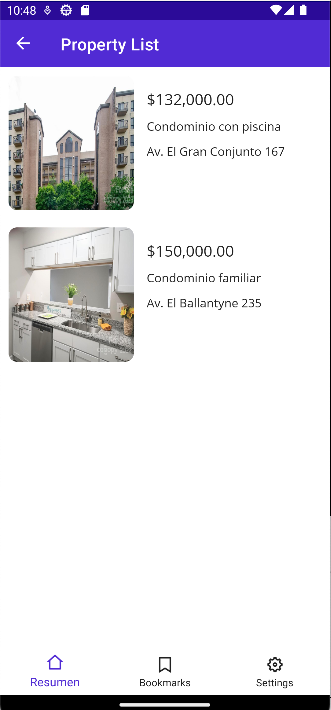 10:48
Property List
$132,000.00
Condominio con piscina
Av. El Gran Conjunto 167
$150,000.00
Condominio familiar
Av. El Ballantyne 235
Resumen
Bookmarks
Settings